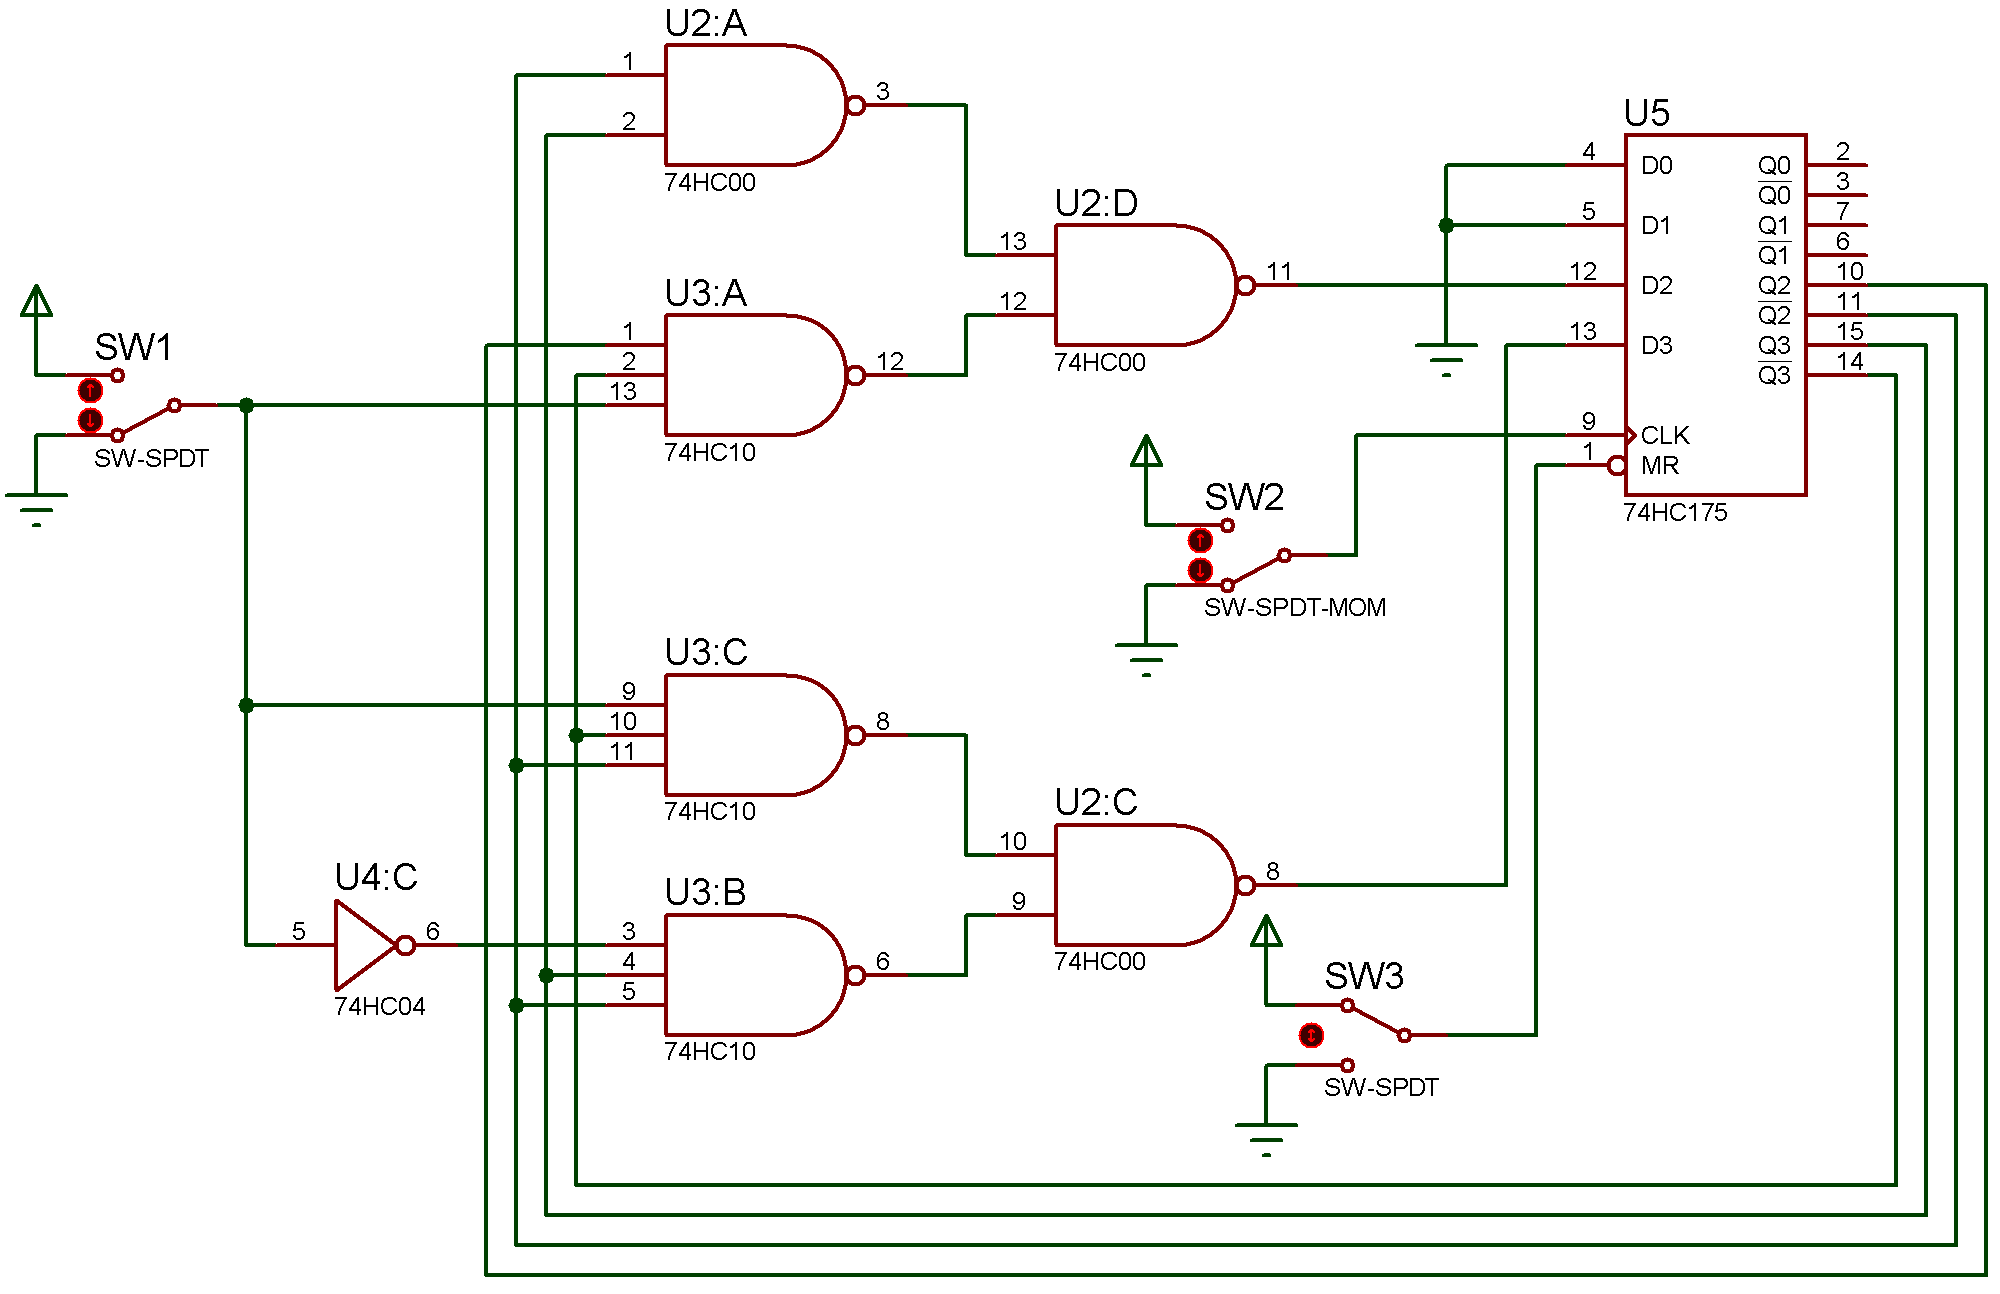 U2:A
1
2
3
74HC00
U3:A
1
2
13
12
74HC10
U2:D
13
12
11
74HC00
U5
4 D0 Q0 2
Q0 3
5 D1 Q1 7
Q1 6
12 D2 Q2 10
Q2 11
13 D3 Q3 15
Q3 14
9 CLK
1 MR
74HC175
SW1
SW-SPDT
SW2
SW-SPDT-MOM
U3:C
9
10
11
8
74HC10
U2:C
10
9
8
74HC00
U4:C
5 6
74HC04
U3:B
3
4
5
6
74HC10
SW3
SW-SPDT